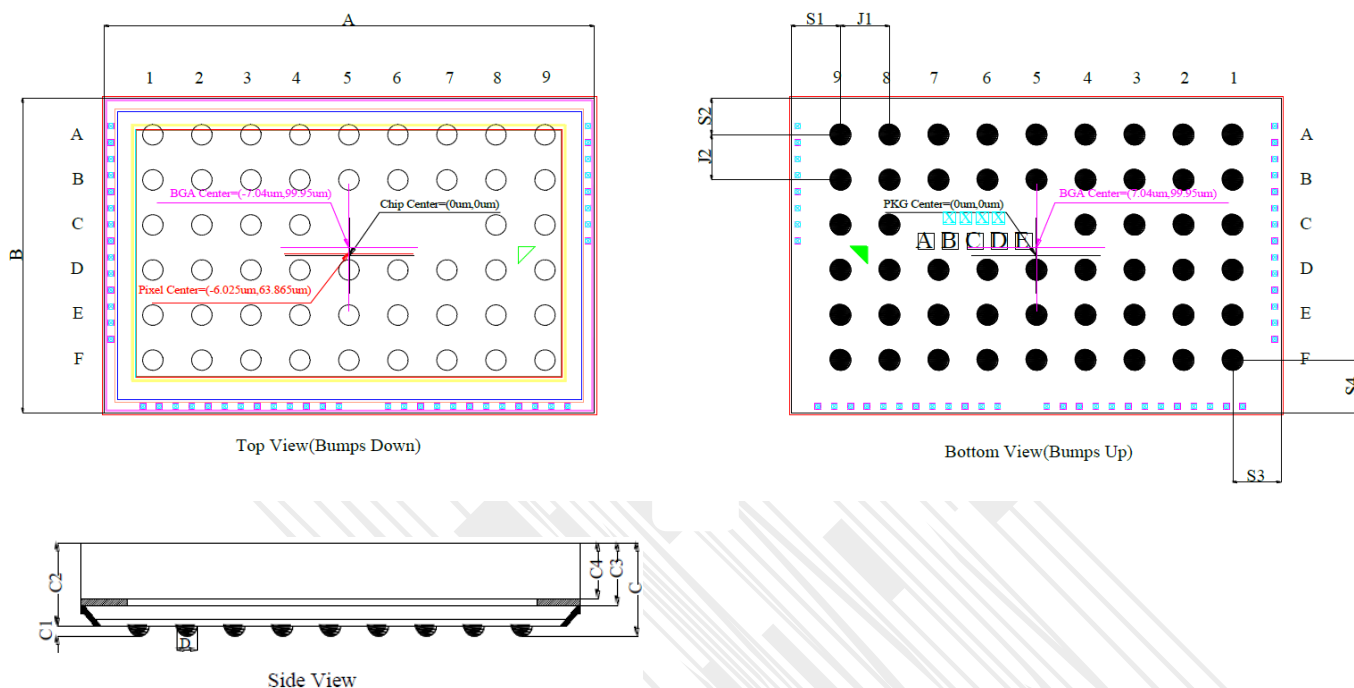 A
S1 J1
1 2 3 4 5 6 7 8 9
9 8 7 6 5 4 3 2 1
A
B
C
D
E
F
B
BGA Center=(-7.04um,99.95um)
Chip Center=(0um,0um)
Pixel Center=(-6.025um,63.865um)
Top View(Bumps Down)
S2
J2
A
B
C
D
E
F
BGA Center=(7.04um,99.95um)
PKG Center=(0um,0um)
A B C D E
S4
S3
Bottom View(Bumps Up)
C2
C1
D
C4
C3
C
Side View